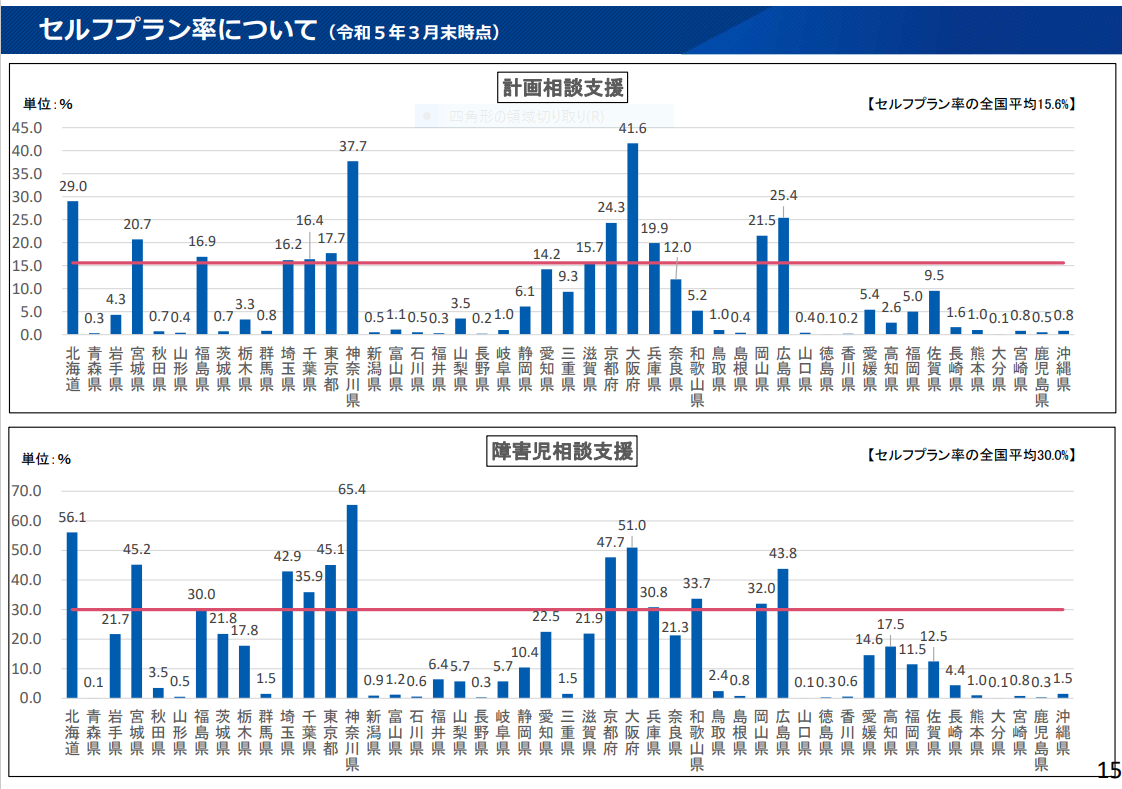 セルフプラン率について（令和５年３月末時点）
計画相談支援
単位：%
【セルフプラン率の全国平均15.6%】
四角形の領域切り取り(R)
45.0
40.0
35.0
30.0
25.0
20.0
15.0
10.0
5.0
0.0
29.0 0.3 4.3 20.7 0.7 0.4 16.9 0.7 3.3 0.8 16.2 16.4 17.7 37.7 0.5 1.1 0.5 0.3 3.5 0.2 1.0 6.1 14.2 9.3 15.7 24.3 41.6 19.9 12.0 5.2 1.0 0.4 21.5 25.4 0.4 0.1 0.2 5.4 2.6 5.0 9.5 1.6 1.0 0.1 0.8 0.5 0.8
北海道 青森県 岩手県 宮城県 秋田県 山形県 福島県 茨城県 栃木県 群馬県 埼玉県 千葉県 東京都 神奈川県 新潟県 富山県 石川県 福井県 山梨県 長野県 岐阜県 静岡県 愛知県 三重県 滋賀県 京都府 大阪府 兵庫県 奈良県 和歌山県 鳥取県 島根県 岡山県 広島県 山口県 徳島県 香川県 愛媛県 高知県 福岡県 佐賀県 長崎県 熊本県 大分県 宮崎県 鹿児島県 沖縄県
障害児相談支援
単位：%
【セルフプラン率の全国平均30.0%】
70.0
60.0
50.0
40.0
30.0
20.0
10.0
0.0
56.1 0.1 21.7 45.2 3.5 0.5 30.0 21.8 17.8 1.5 42.9 35.9 45.1 65.4 0.9 1.2 0.6 6.4 5.7 0.3 5.7 10.4 22.5 1.5 21.9 47.7 51.0 30.8 21.3 33.7 2.4 0.8 32.0 43.8 0.1 0.3 0.6 14.6 17.5 11.5 12.5 4.4 1.0 0.1 0.8 0.3 1.5
北海道 青森県 岩手県 宮城県 秋田県 山形県 福島県 茨城県 栃木県 群馬県 埼玉県 千葉県 東京都 神奈川県 新潟県 富山県 石川県 福井県 山梨県 長野県 岐阜県 静岡県 愛知県 三重県 滋賀県 京都府 大阪府 兵庫県 奈良県 和歌山県 鳥取県 島根県 岡山県 広島県 山口県 徳島県 香川県 愛媛県 高知県 福岡県 佐賀県 長崎県 熊本県 大分県 宮崎県 鹿児島県 沖縄県
15